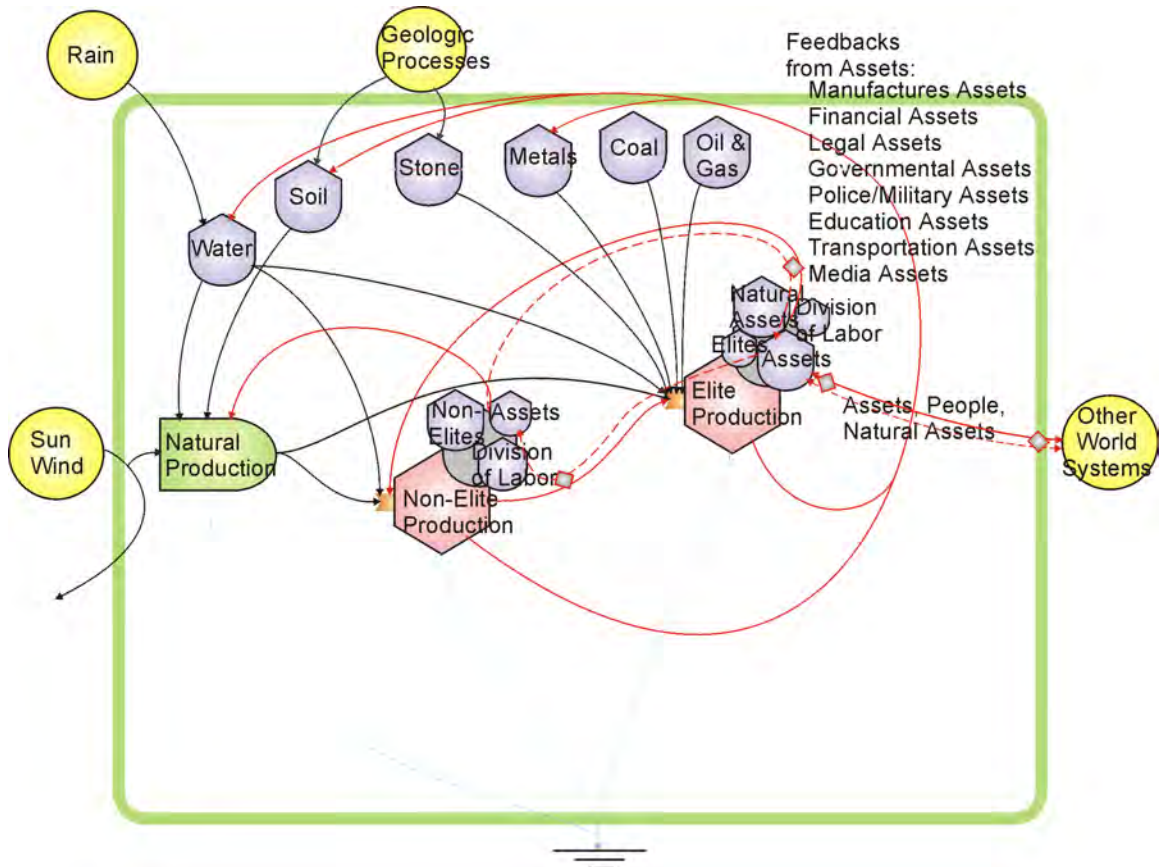 Rain
Geologic
Processes
Feedbacks
from Assets:
Manufactures Assets
Financial Assets
Legal Assets
Governmental Assets
Police/Military Assets
Education Assets
Transportation Assets
Media Assets
Water
Soil
Stone
Metals
Coal
Oil &
Gas
Natural
Assets
Division
of Labor
Elites
Assets
Elite
Production
Assets, People,
Natural Assets
Other
World
Systems
Sun
Wind
Natural
Production
Non-
Elites
Assets
Division
of Labor
Non-Elite
Production